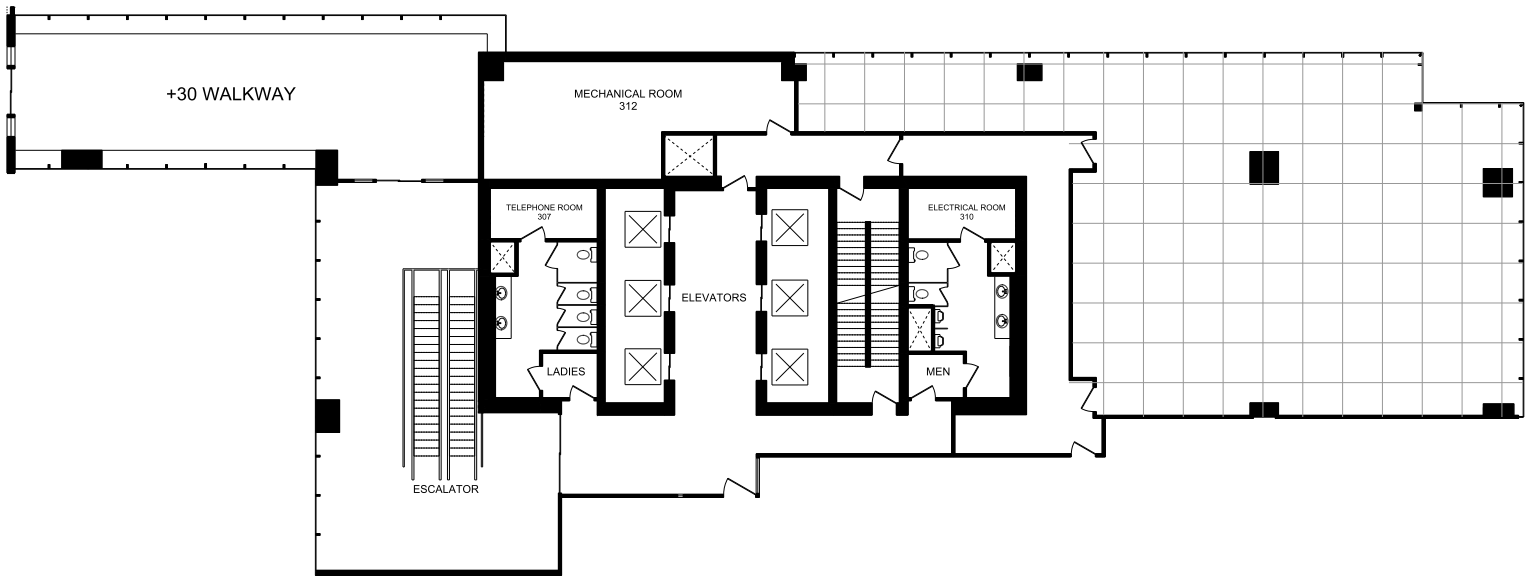 +30 WALKWAY
MECHANICAL ROOM
312
TELEPHONE ROOM
307
ELECTRICAL ROOM
310
ELEVATORS
LADIES
MEN
ESCALATOR